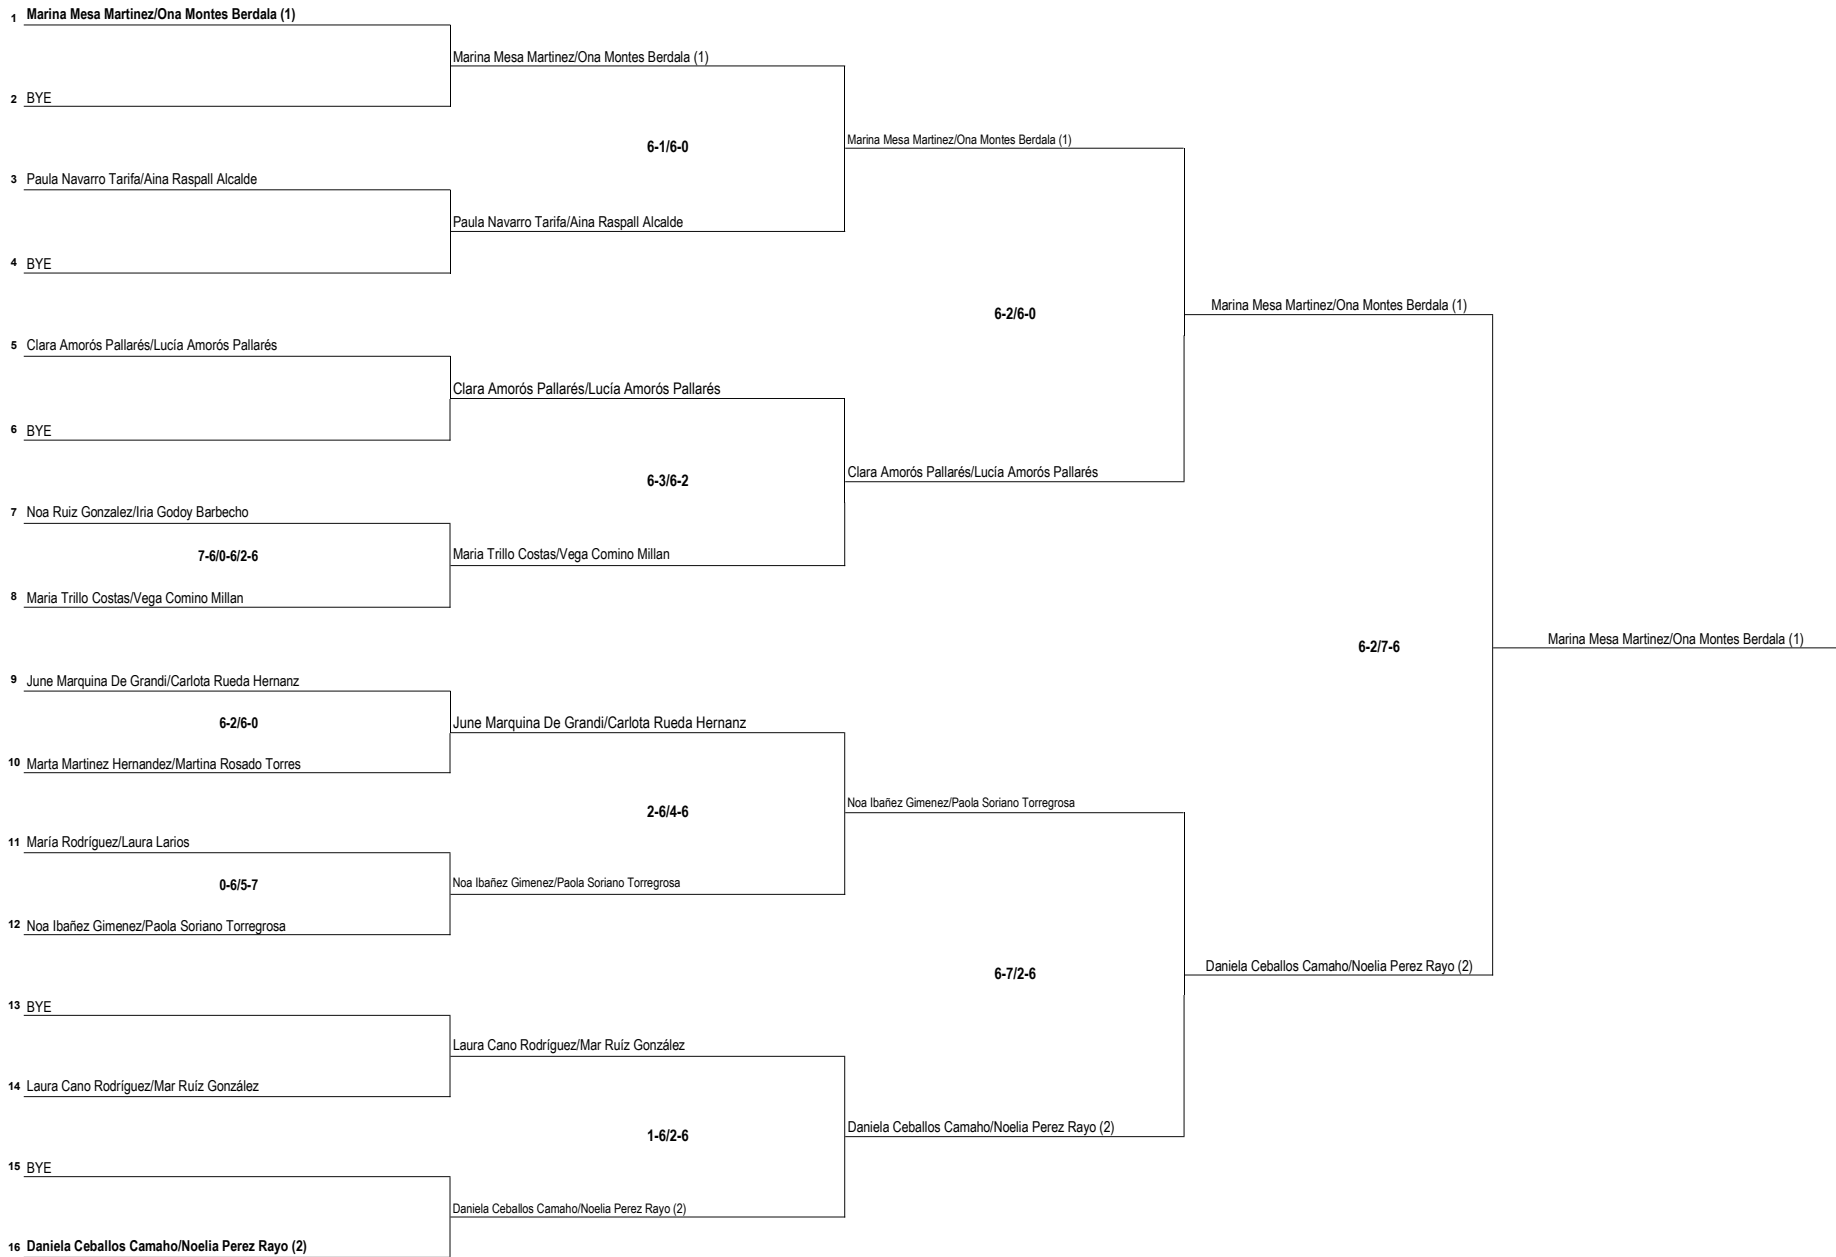 1 Marina Mesa Martinez/Ona Montes Berdala (1)
Marina Mesa Martinez/Ona Montes Berdala (1)
2 BYE
6-1/6-0
Marina Mesa Martinez/Ona Montes Berdala (1)
3 Paula Navarro Tarifa/Aina Raspall Alcalde
Paula Navarro Tarifa/Aina Raspall Alcalde
4 BYE
6-2/6-0
Marina Mesa Martinez/Ona Montes Berdala (1)
5 Clara Amorós Pallarés/Lucía Amorós Pallarés
Clara Amorós Pallarés/Lucía Amorós Pallarés
6 BYE
6-3/6-2
Clara Amorós Pallarés/Lucía Amorós Pallarés
7 Noa Ruiz Gonzalez/Iria Godoy Barbecho
7-6/0-6/2-6
Maria Trillo Costas/Vega Comino Millan
8 Maria Trillo Costas/Vega Comino Millan
6-2/7-6
Marina Mesa Martinez/Ona Montes Berdala (1)
9 June Marquina De Grandi/Carlota Rueda Hernanz
6-2/6-0
June Marquina De Grandi/Carlota Rueda Hernanz
10 Marta Martinez Hernandez/Martina Rosado Torres
2-6/4-6
Noa Ibañez Gimenez/Paola Soriano Torregrosa
11 María Rodríguez/Laura Larios
0-6/5-7
Noa Ibañez Gimenez/Paola Soriano Torregrosa
12 Noa Ibañez Gimenez/Paola Soriano Torregrosa
6-7/2-6
Daniela Ceballos Camaho/Noelia Perez Rayo (2)
13 BYE
Laura Cano Rodríguez/Mar Ruíz González
14 Laura Cano Rodríguez/Mar Ruíz González
1-6/2-6
Daniela Ceballos Camaho/Noelia Perez Rayo (2)
15 BYE
Daniela Ceballos Camaho/Noelia Perez Rayo (2)
16 Daniela Ceballos Camaho/Noelia Perez Rayo (2)